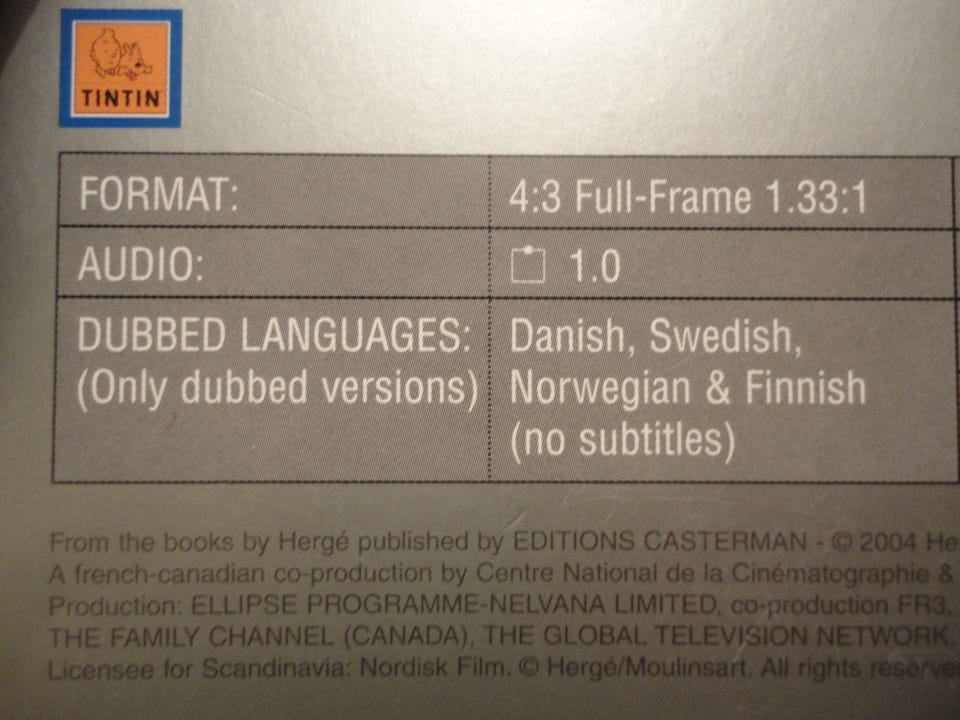 TINTIN
FORMAT: 4:3 Full-Frame 1.33:1
AUDIO: 1.0
DUBBED LANGUAGES: Danish, Swedish,
(Only dubbed versions) Norwegian & Finnish
(no subtitles)
From the books by Hergé published by EDITIONS CASTERMAN - © 2004
A french-canadian co-production by Centre National de la Cinématographie &
Production: ELLIPSE PROGRAMME-NELVANA LIMITED, co-production FR3,
THE FAMILY CHANNEL (CANADA), THE GLOBAL TELEVISION NETWORK.
Licensee for Scandinavia: Nordisk Film. © Hergé/Moulinsart. All rights